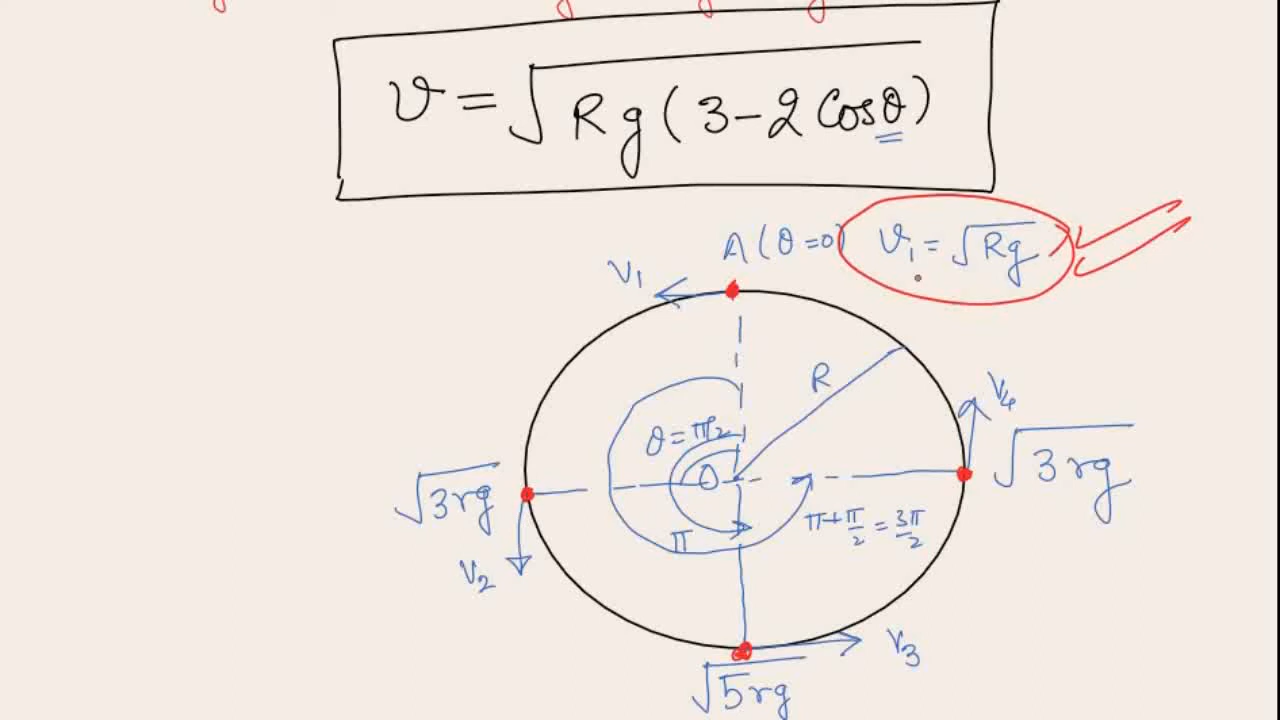 v = √Rg(3-2Cosθ)
A(θ=0) v₁ = √Rg
V₁
R
V₄
θ=π/2
O
√3rg
√3rg
π+π/2 = 3π/2
π
V₂
V₃
√5rg